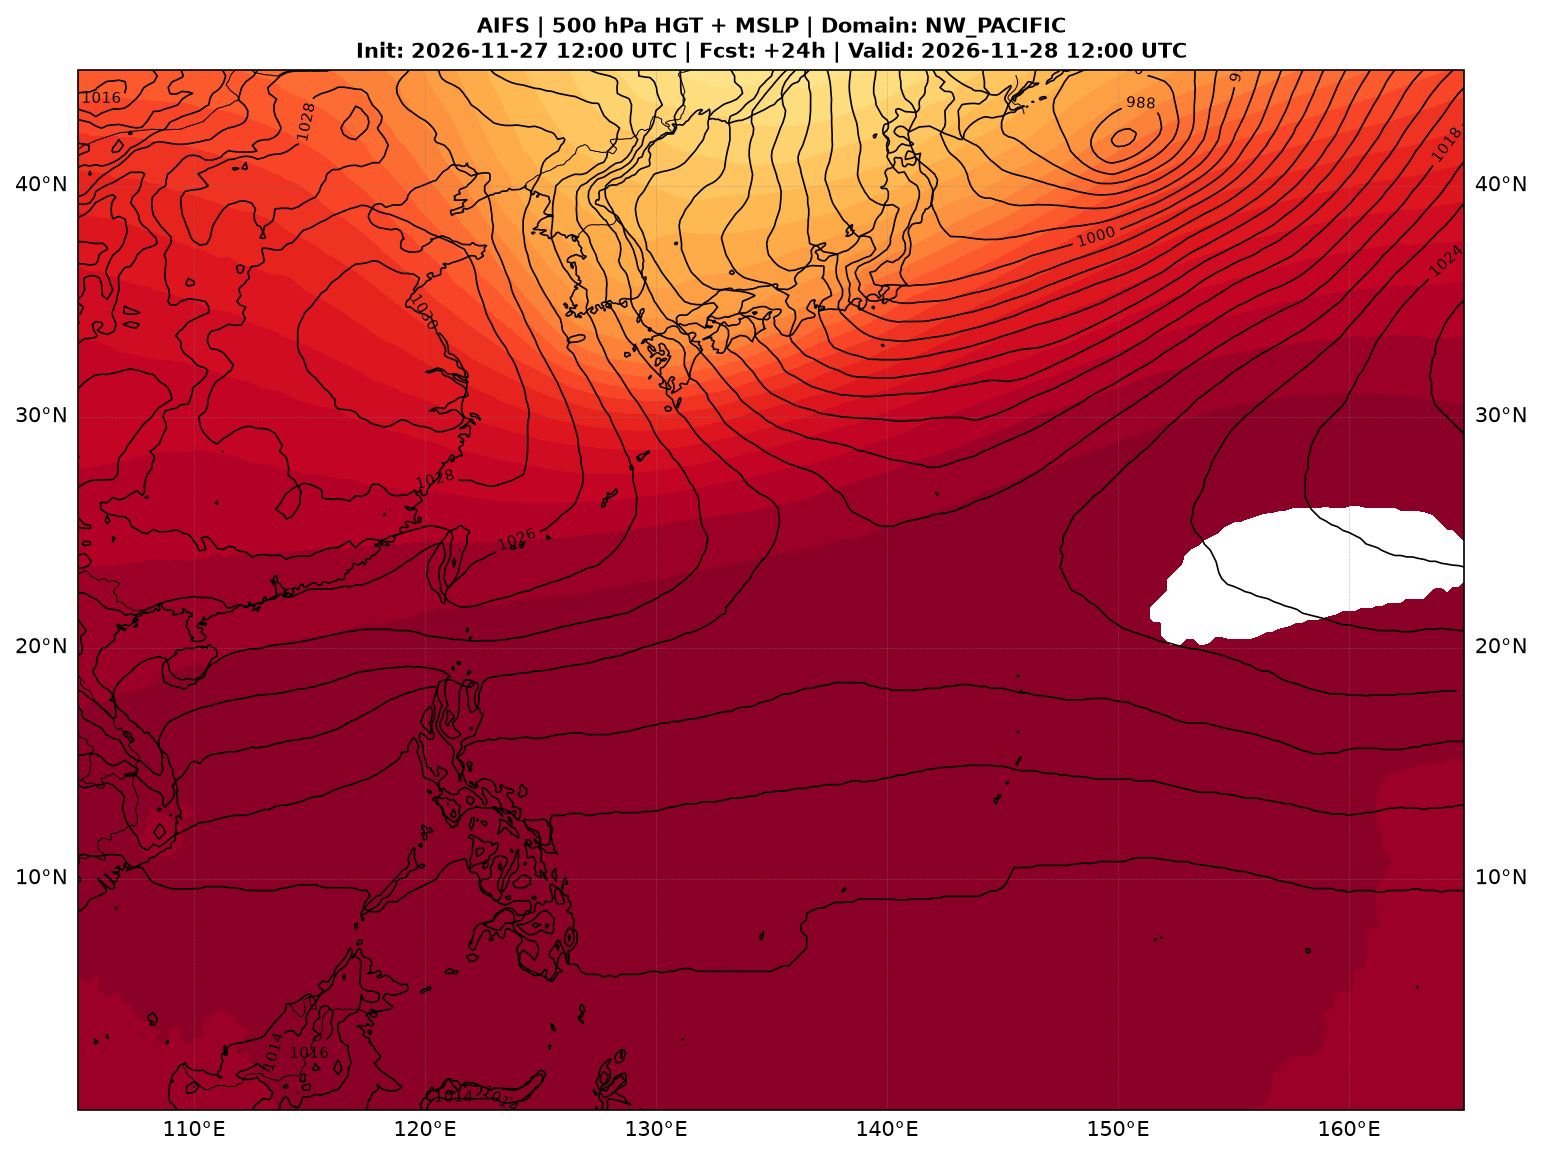 AIFS | 500 hPa HGT + MSLP | Domain: NW_PACIFIC
Init: 2026-11-27 12:00 UTC | Fcst: +24h | Valid: 2026-11-28 12:00 UTC
1016
1028
988
1018
40°N
40°N
1000
1024
1030
30°N
30°N
1028
1026
20°N
20°N
10°N
10°N
1014
1016
1014
110°E
120°E
130°E
140°E
150°E
160°E